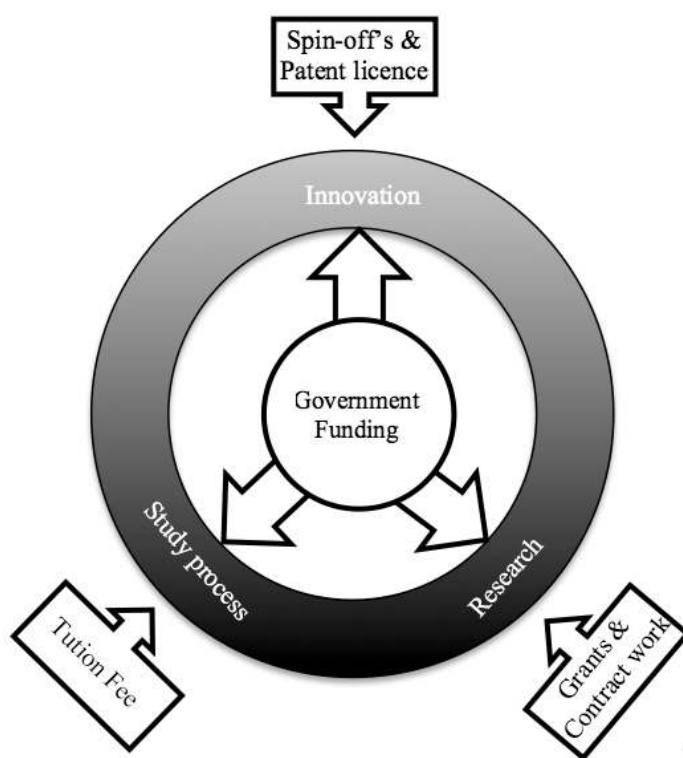 Spin-off's &
Patent licence
Innovation
Government
Funding
Study process
Research
Tution Fee
Grants &
Contract work